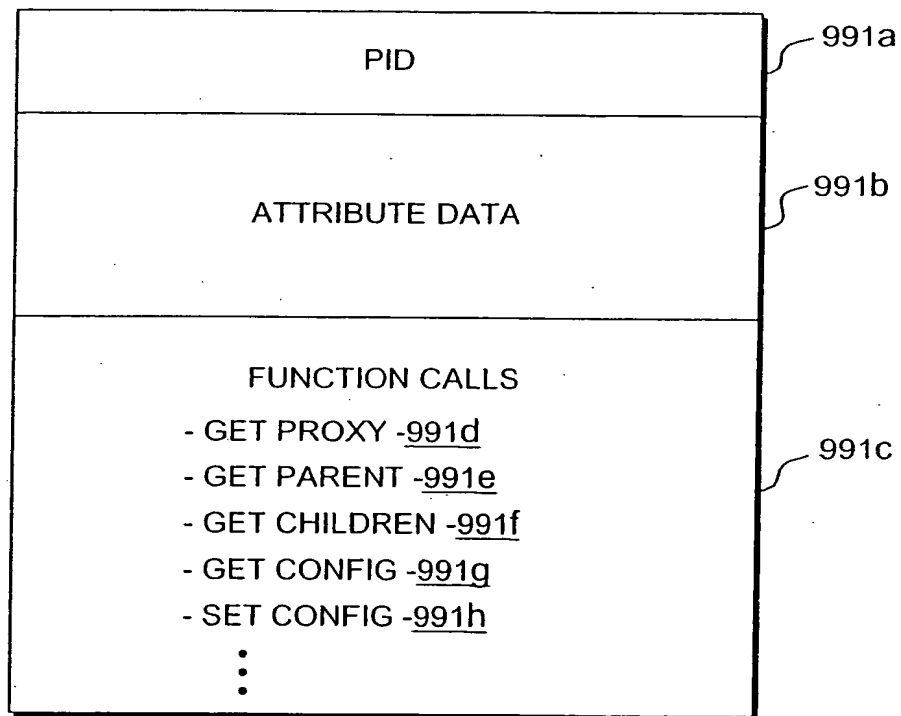 PID
991a
ATTRIBUTE DATA
991b
FUNCTION CALLS
- GET PROXY -991d
- GET PARENT -991e
- GET CHILDREN -991f
- GET CONFIG -991g
- SET CONFIG -991h
991c